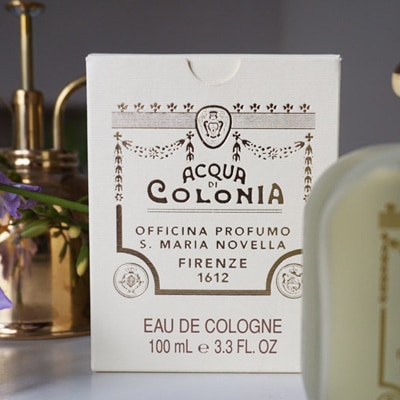 ACQUA
DI
COLONIA
OFFICINA PROFUMO
S. MARIA NOVELLA
FIRENZE
1612
EAU DE COLOGNE
100 mL e 3.3 FL. OZ